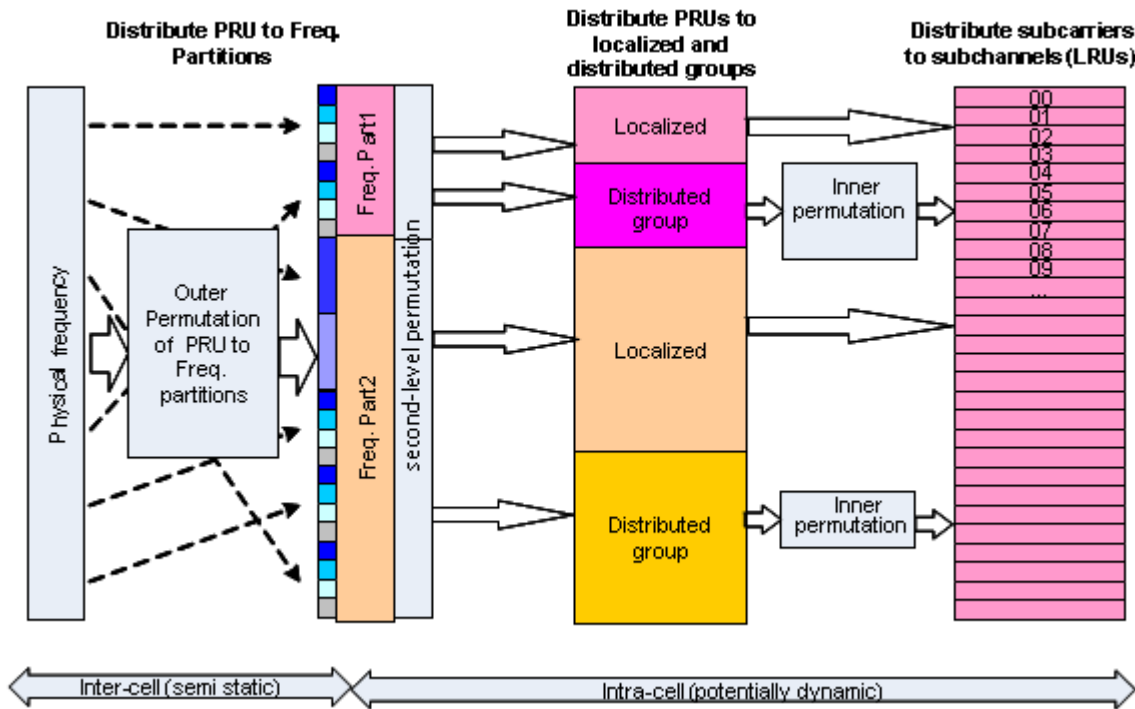 Distribute PRU to Freq.
Partitions
Distribute PRUs to
localized and
distributed groups
Distribute subcarriers
to subchannels (LRUs)
Physical frequency
Outer
Permutation
of PRU to
Freq.
partitions
Freq. Part1
Freq. Part2
second-level permutation
Localized
Distributed
group
Localized
Distributed
group
Inner
permutation
Inner
permutation
00
01
02
03
04
05
06
07
08
09
...
Inter-cell (semi static)
Intra-cell (potentially dynamic)